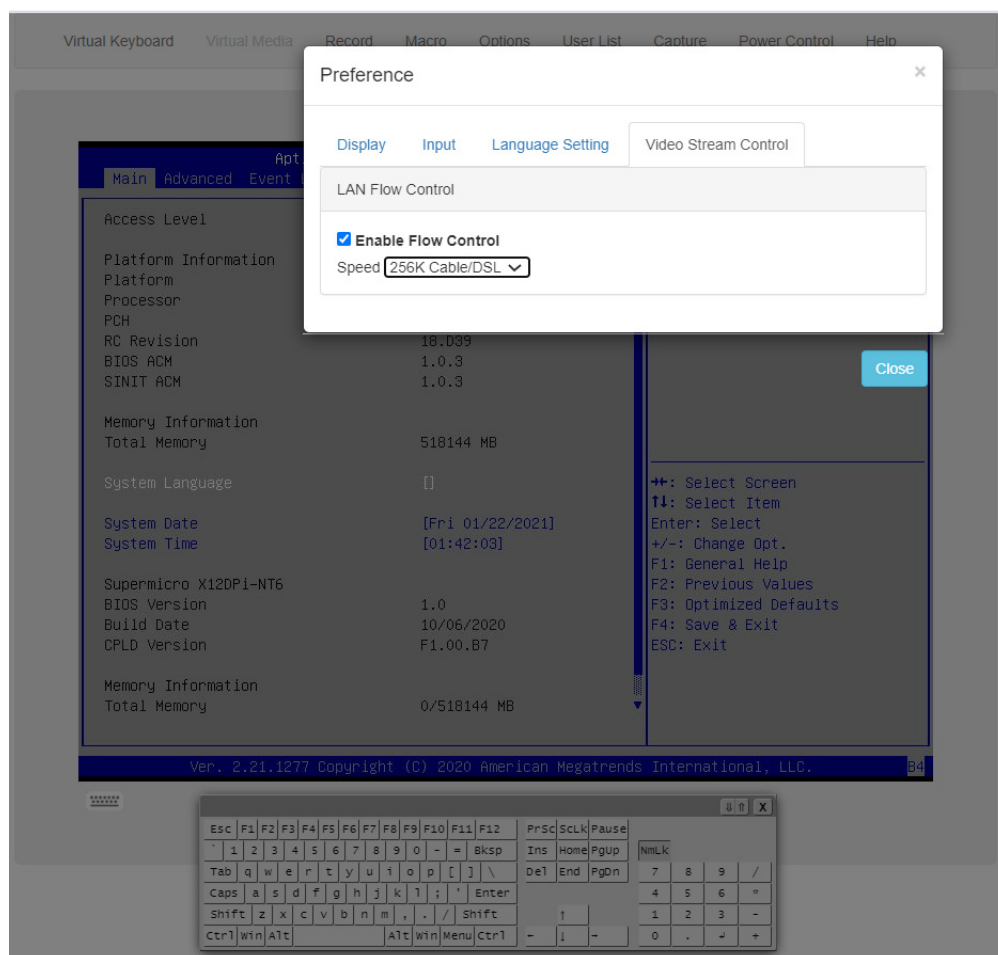 Virtual Keyboard Virtual Media Record Macro Options User List Capture Power Control Help
Preference ×
Display Input Language Setting Video Stream Control
LAN Flow Control
Enable Flow Control
Speed 256K Cable/DSL
Close
Apt
Main Advanced Event
Access Level
Platform Information
Platform
Processor
PCH
RC Revision 18.D39
BIOS ACM 1.0.3
SINIT ACM 1.0.3
Memory Information
Total Memory 518144 MB
System Language []
System Date [Fri 01/22/2021]
System Time [01:42:03]
Supermicro X12DPi-NT6
BIOS Version 1.0
Build Date 10/06/2020
CPLD Version F1.00.B7
Memory Information
Total Memory 0/518144 MB
→←: Select Screen
↑↓: Select Item
Enter: Select
+/-: Change Opt.
F1: General Help
F2: Previous Values
F3: Optimized Defaults
F4: Save & Exit
ESC: Exit
Ver. 2.21.1277 Copyright (C) 2020 American Megatrends International, LLC.
B4
⇓ ⇑ X
Esc F1 F2 F3 F4 F5 F6 F7 F8 F9 F10 F11 F12 PrSc ScLk Pause
` 1 2 3 4 5 6 7 8 9 0 - = Bksp Ins Home PgUp NmLk
Tab q w e r t y u i o p [ ] \ Del End PgDn 7 8 9 /
Caps a s d f g h j k l ; ' Enter 4 5 6 *
Shift z x c v b n m , . / Shift ↑ 1 2 3 -
Ctrl Win Alt Alt Win Menu Ctrl ← ↓ → 0 . ↵ +